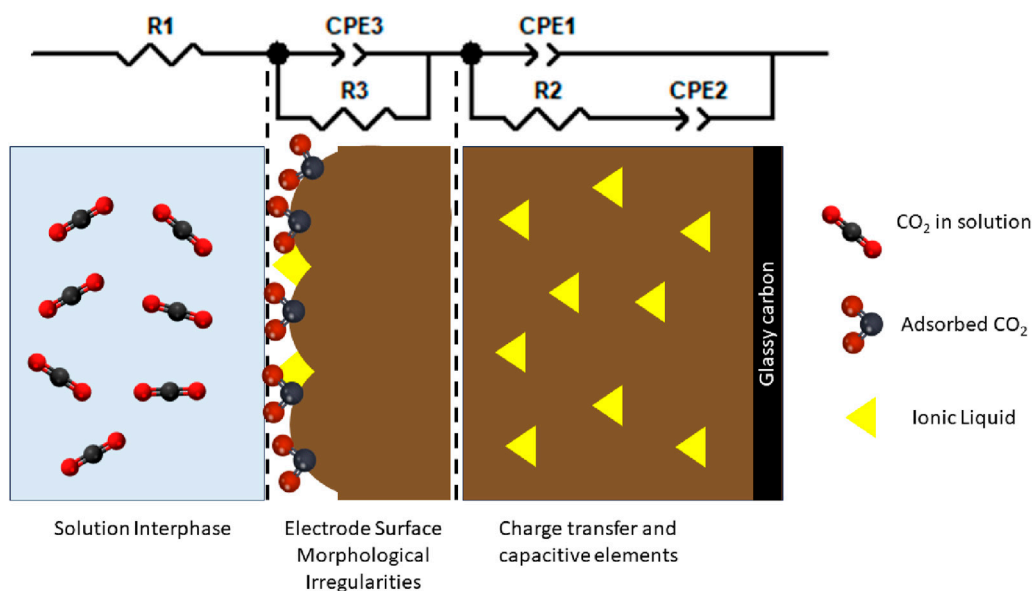 R1
CPE3
CPE1
R3
R2
CPE2
CO2 in solution
Adsorbed CO2
Ionic Liquid
Glassy carbon
Solution Interphase
Electrode Surface
Morphological
Irregularities
Charge transfer and
capacitive elements